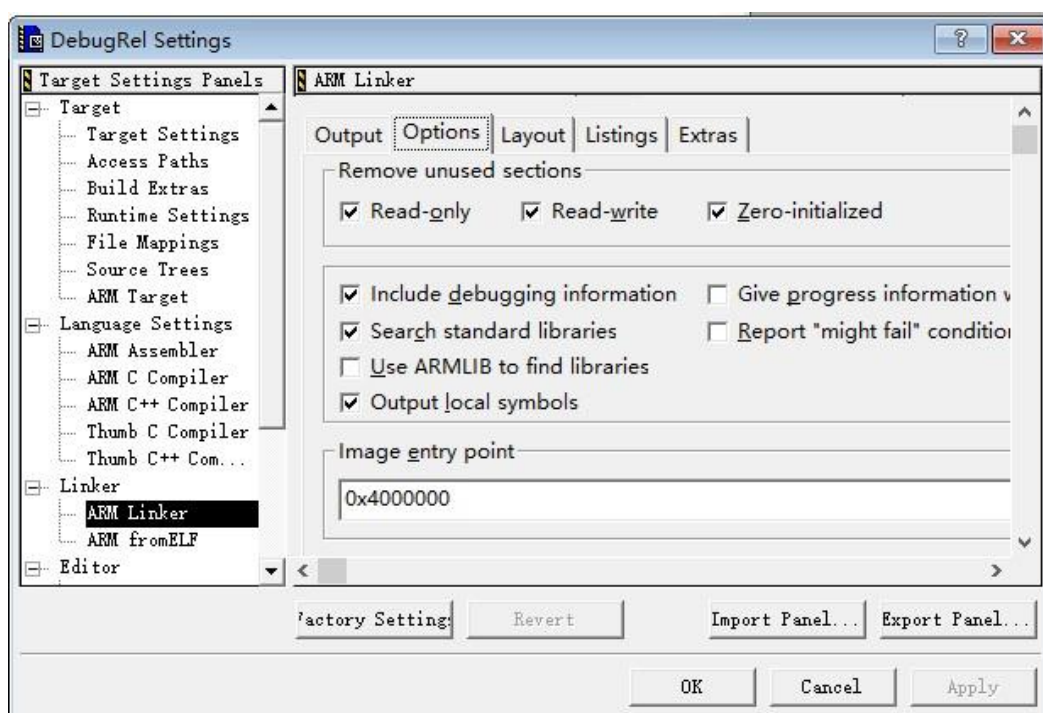 DebugRel Settings
Target Settings Panels
Target
Target Settings
Access Paths
Build Extras
Runtime Settings
File Mappings
Source Trees
ARM Target
Language Settings
ARM Assembler
ARM C Compiler
ARM C++ Compiler
Thumb C Compiler
Thumb C++ Com...
Linker
ARM Linker
ARM fromELF
Editor
ARM Linker
Output Options Layout Listings Extras
Remove unused sections
Read-only Read-write Zero-initialized
Include debugging information Give progress information w
Search standard libraries Report "might fail" condition
Use ARMLIB to find libraries
Output local symbols
Image entry point
0x4000000
actory Setting Revert Import Panel... Export Panel...
OK Cancel Apply